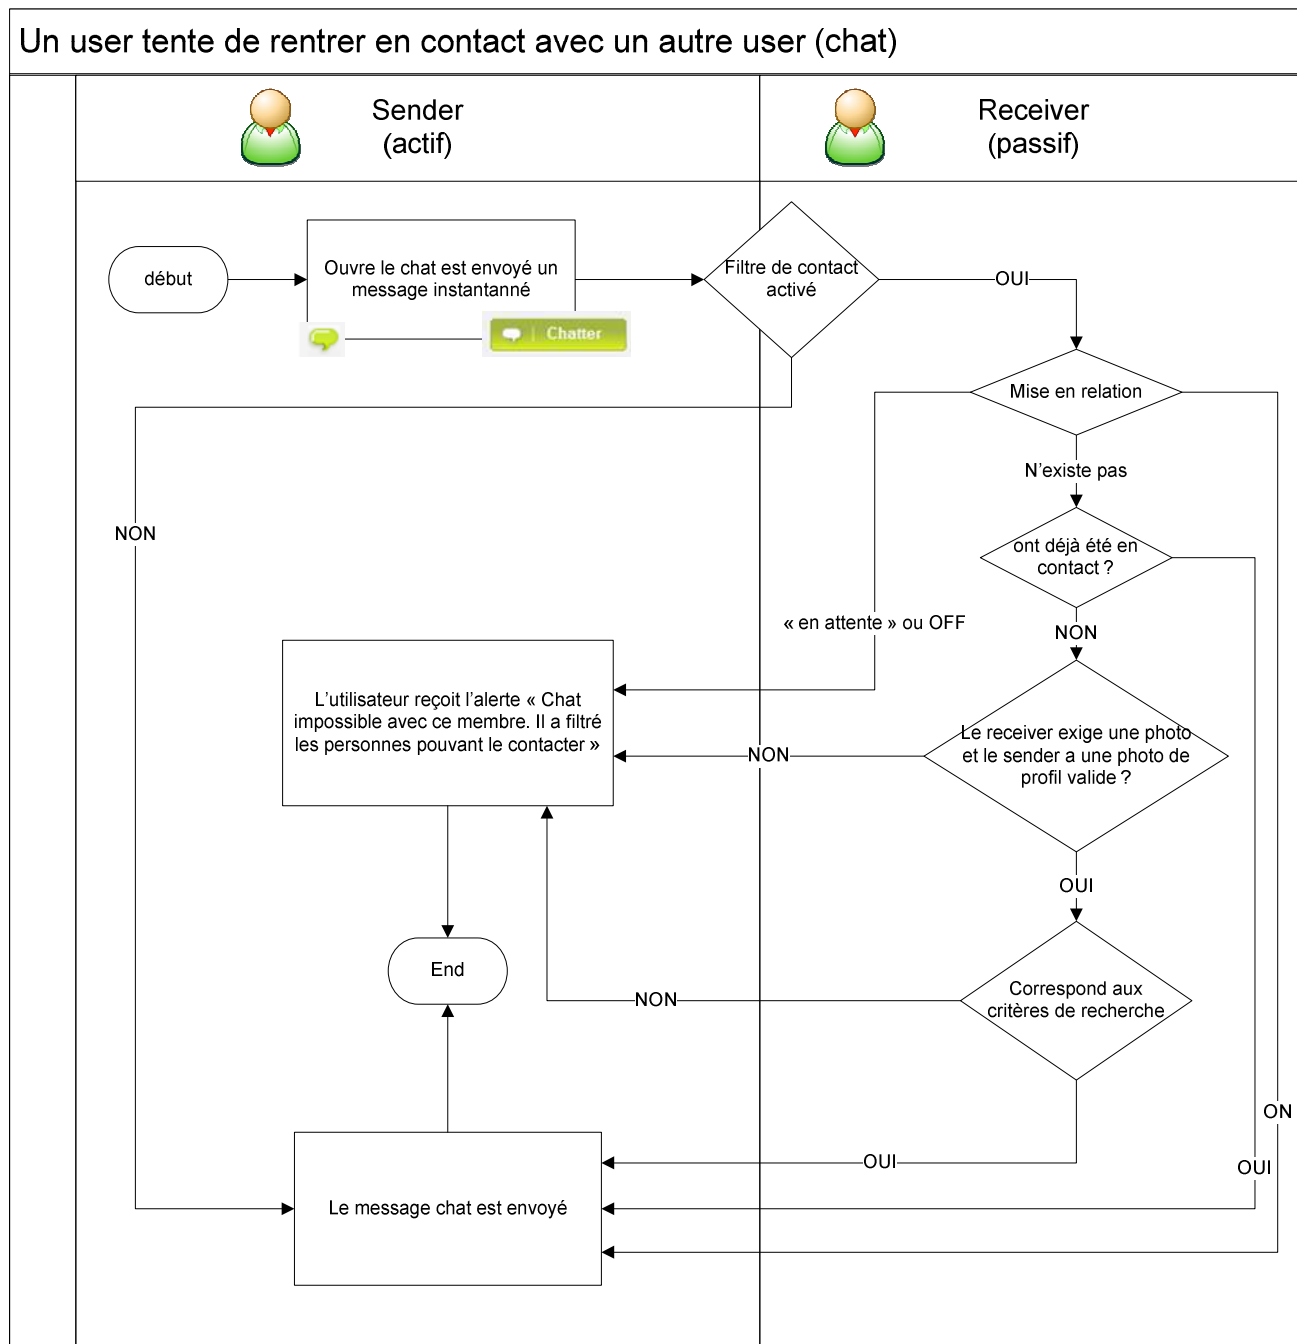 Un user tente de rentrer en contact avec un autre user (chat)
Sender
(actif)
Receiver
(passif)
début
Ouvre le chat est envoyé un
message instantanné
Chatter
Filtre de contact
activé
OUI
Mise en relation
N'existe pas
NON
ont déjà été en
contact ?
« en attente » ou OFF
NON
L'utilisateur reçoit l'alerte « Chat
impossible avec ce membre. Il a filtré
les personnes pouvant le contacter »
NON
Le receiver exige une photo
et le sender a une photo de
profil valide ?
OUI
End
NON
Correspond aux
critères de recherche
ON
OUI
OUI
Le message chat est envoyé